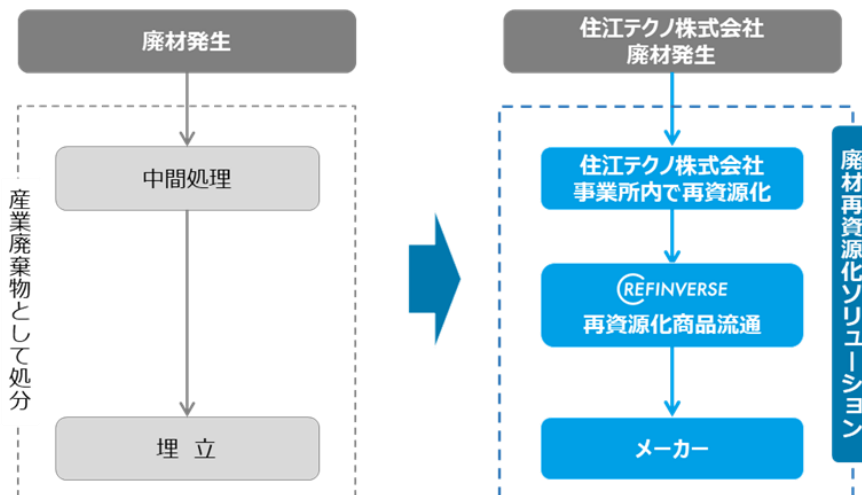 廃材発生
中間処理
埋 立
産業廃棄物として処分
住江テクノ株式会社
廃材発生
住江テクノ株式会社
事業所内で再資源化
REFINVERSE
再資源化商品流通
メーカー
廃材再資源化ソリューション